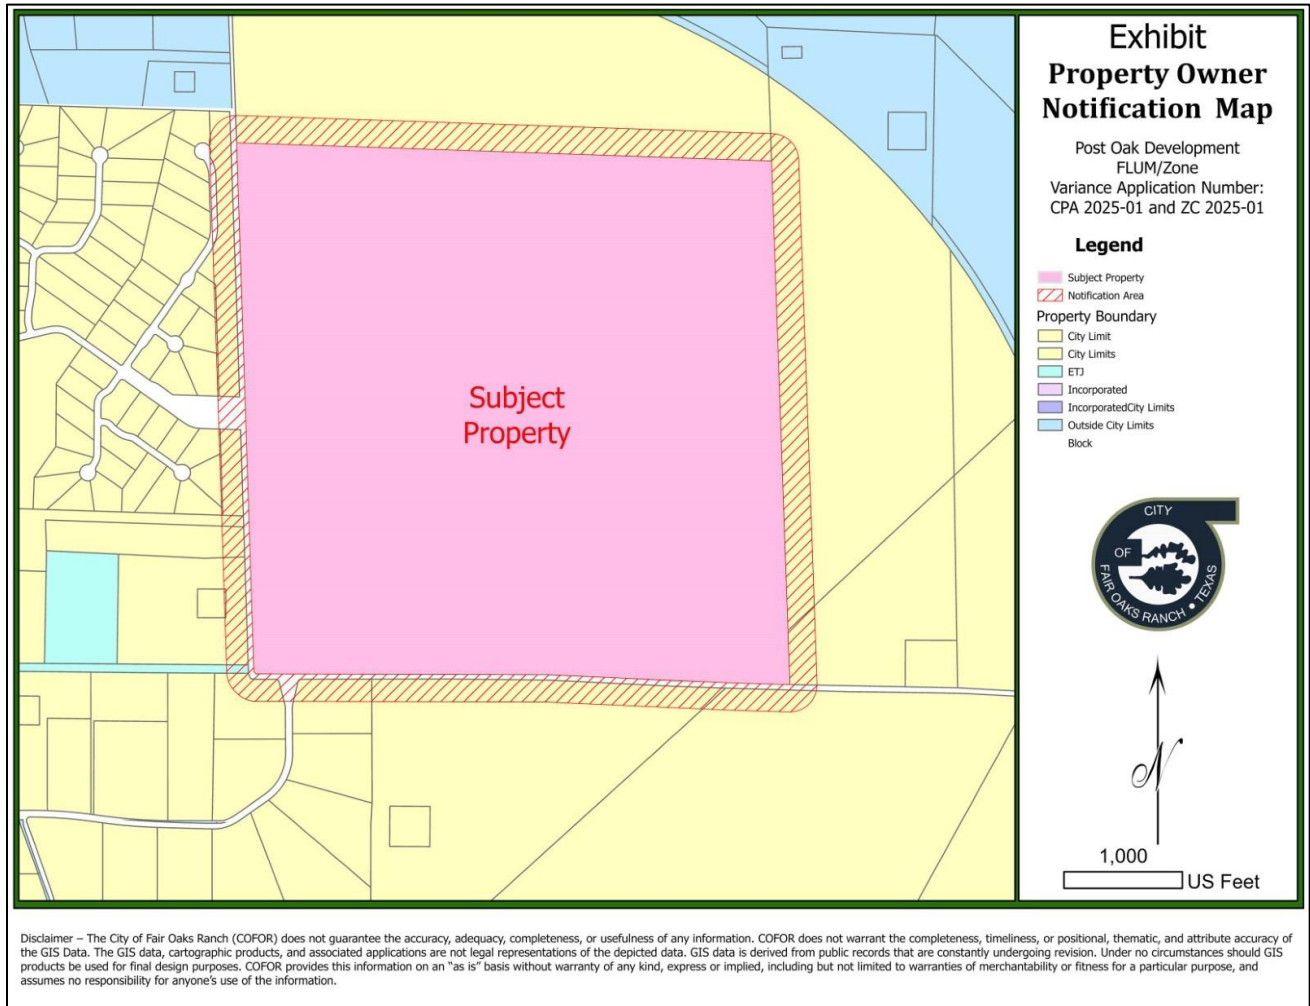 Exhibit
Property Owner
Notification Map
Post Oak Development
FLUM/Zone
Variance Application Number:
CPA 2025-01 and ZC 2025-01
Legend
Subject Property
Notification Area
Property Boundary
City Limit
City Limits
ETJ
Incorporated
IncorporatedCity Limits
Outside City Limits
Block
Subject
Property
CITY
OF
FAIR OAKS RANCH • TEXAS
N
1,000
US Feet
Disclaimer – The City of Fair Oaks Ranch (COFOR) does not guarantee the accuracy, adequacy, completeness, or usefulness of any information. COFOR does not warrant the completeness, timeliness, or positional, thematic, and attribute accuracy of
the GIS Data. The GIS data, cartographic products, and associated applications are not legal representations of the depicted data. GIS data is derived from public records that are constantly undergoing revision. Under no circumstances should GIS
products be used for final design purposes. COFOR provides this information on an “as is” basis without warranty of any kind, express or implied, including but not limited to warranties of merchantability or fitness for a particular purpose, and
assumes no responsibility for anyone’s use of the information.